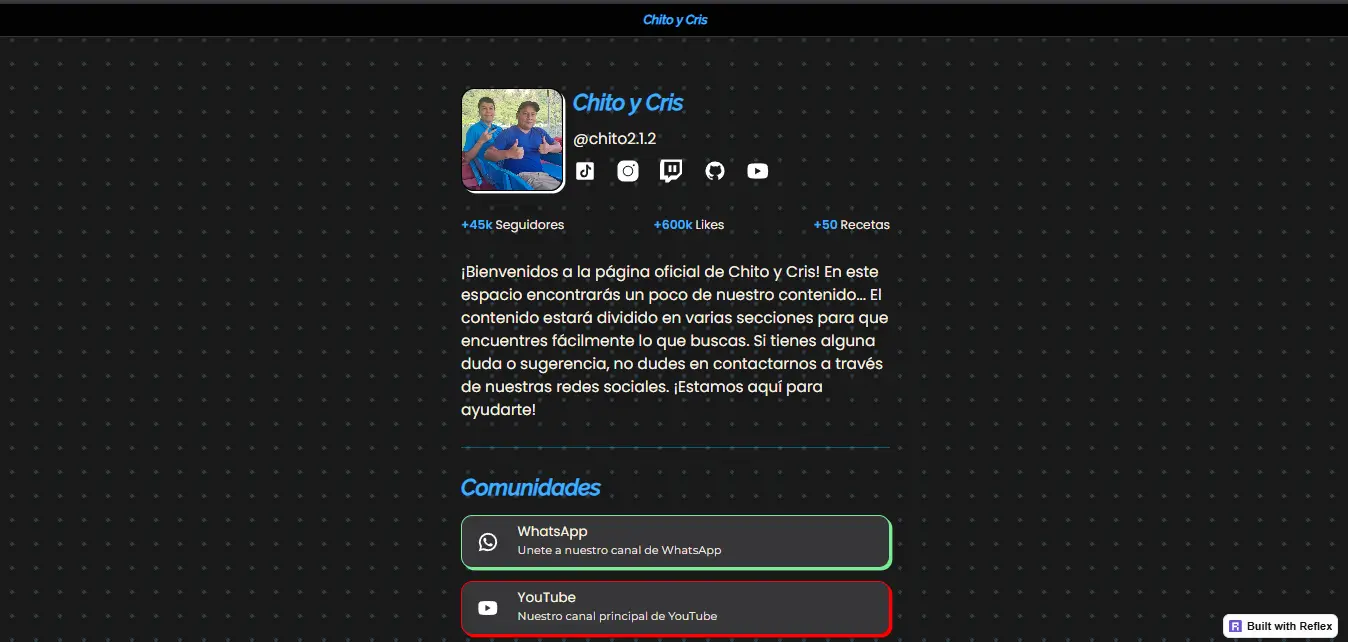 Chito y Cris
Chito y Cris
@chito2.1.2
+45k Seguidores
+600k Likes
+50 Recetas
¡Bienvenidos a la página oficial de Chito y Cris! En este
espacio encontrarás un poco de nuestro contenido... El
contenido estará dividido en varias secciones para que
encuentres fácilmente lo que buscas. Si tienes alguna
duda o sugerencia, no dudes en contactarnos a través
de nuestras redes sociales. ¡Estamos aquí para
ayudarte!
Comunidades
WhatsApp
Unete a nuestro canal de WhatsApp
YouTube
Nuestro canal principal de YouTube
Built with Reflex